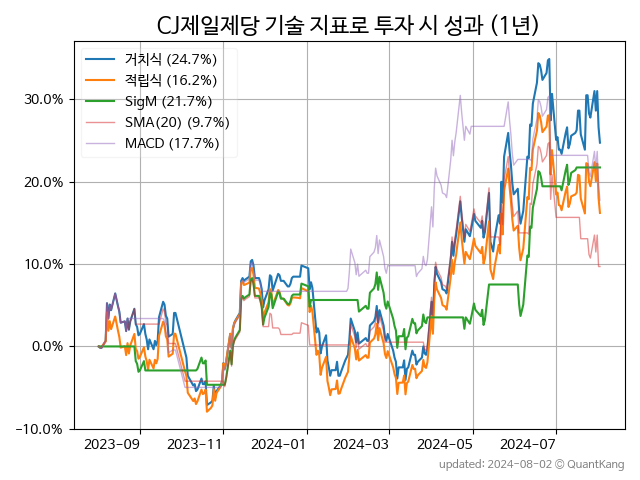 CJ제일제당 기술 지표로 투자 시 성과 (1년)
거치식 (24.7%)
적립식 (16.2%)
SigM (21.7%)
SMA(20) (9.7%)
MACD (17.7%)
30.0%
20.0%
10.0%
0.0%
−10.0%
2023-09 2023-11 2024-01 2024-03 2024-05 2024-07
updated: 2024-08-02 © QuantKang